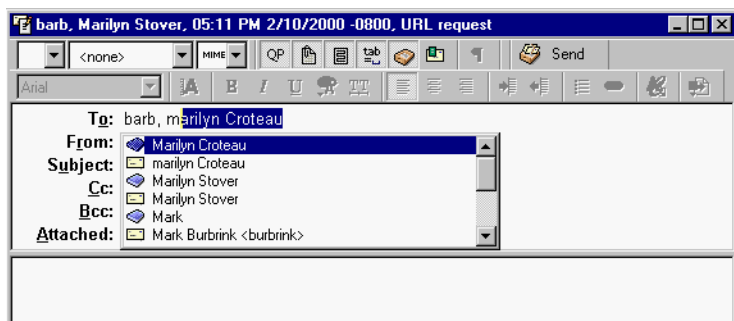 barb, Marilyn Stover, 05:11 PM 2/10/2000 -0800, URL request
<none> MIME QP tab Send
Arial B I U TT
To: barb, marilyn Croteau
From: Marilyn Croteau
marilyn Croteau
Subject: Marilyn Stover
Cc: Marilyn Stover
Bcc: Mark
Attached: Mark Burbrink <burbrink>